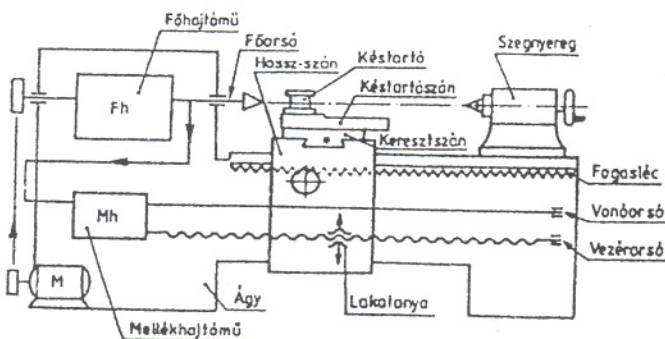 Főhajtómű
Főorsó
Hossz-szán
Késtartó
Szegnyereg
Késtartószán
Fh
Keresztszán
Fogasléc
Mh
Vonóorsó
Vezérorsó
M
Ágy
Lakatanya
Mellékhajtómű